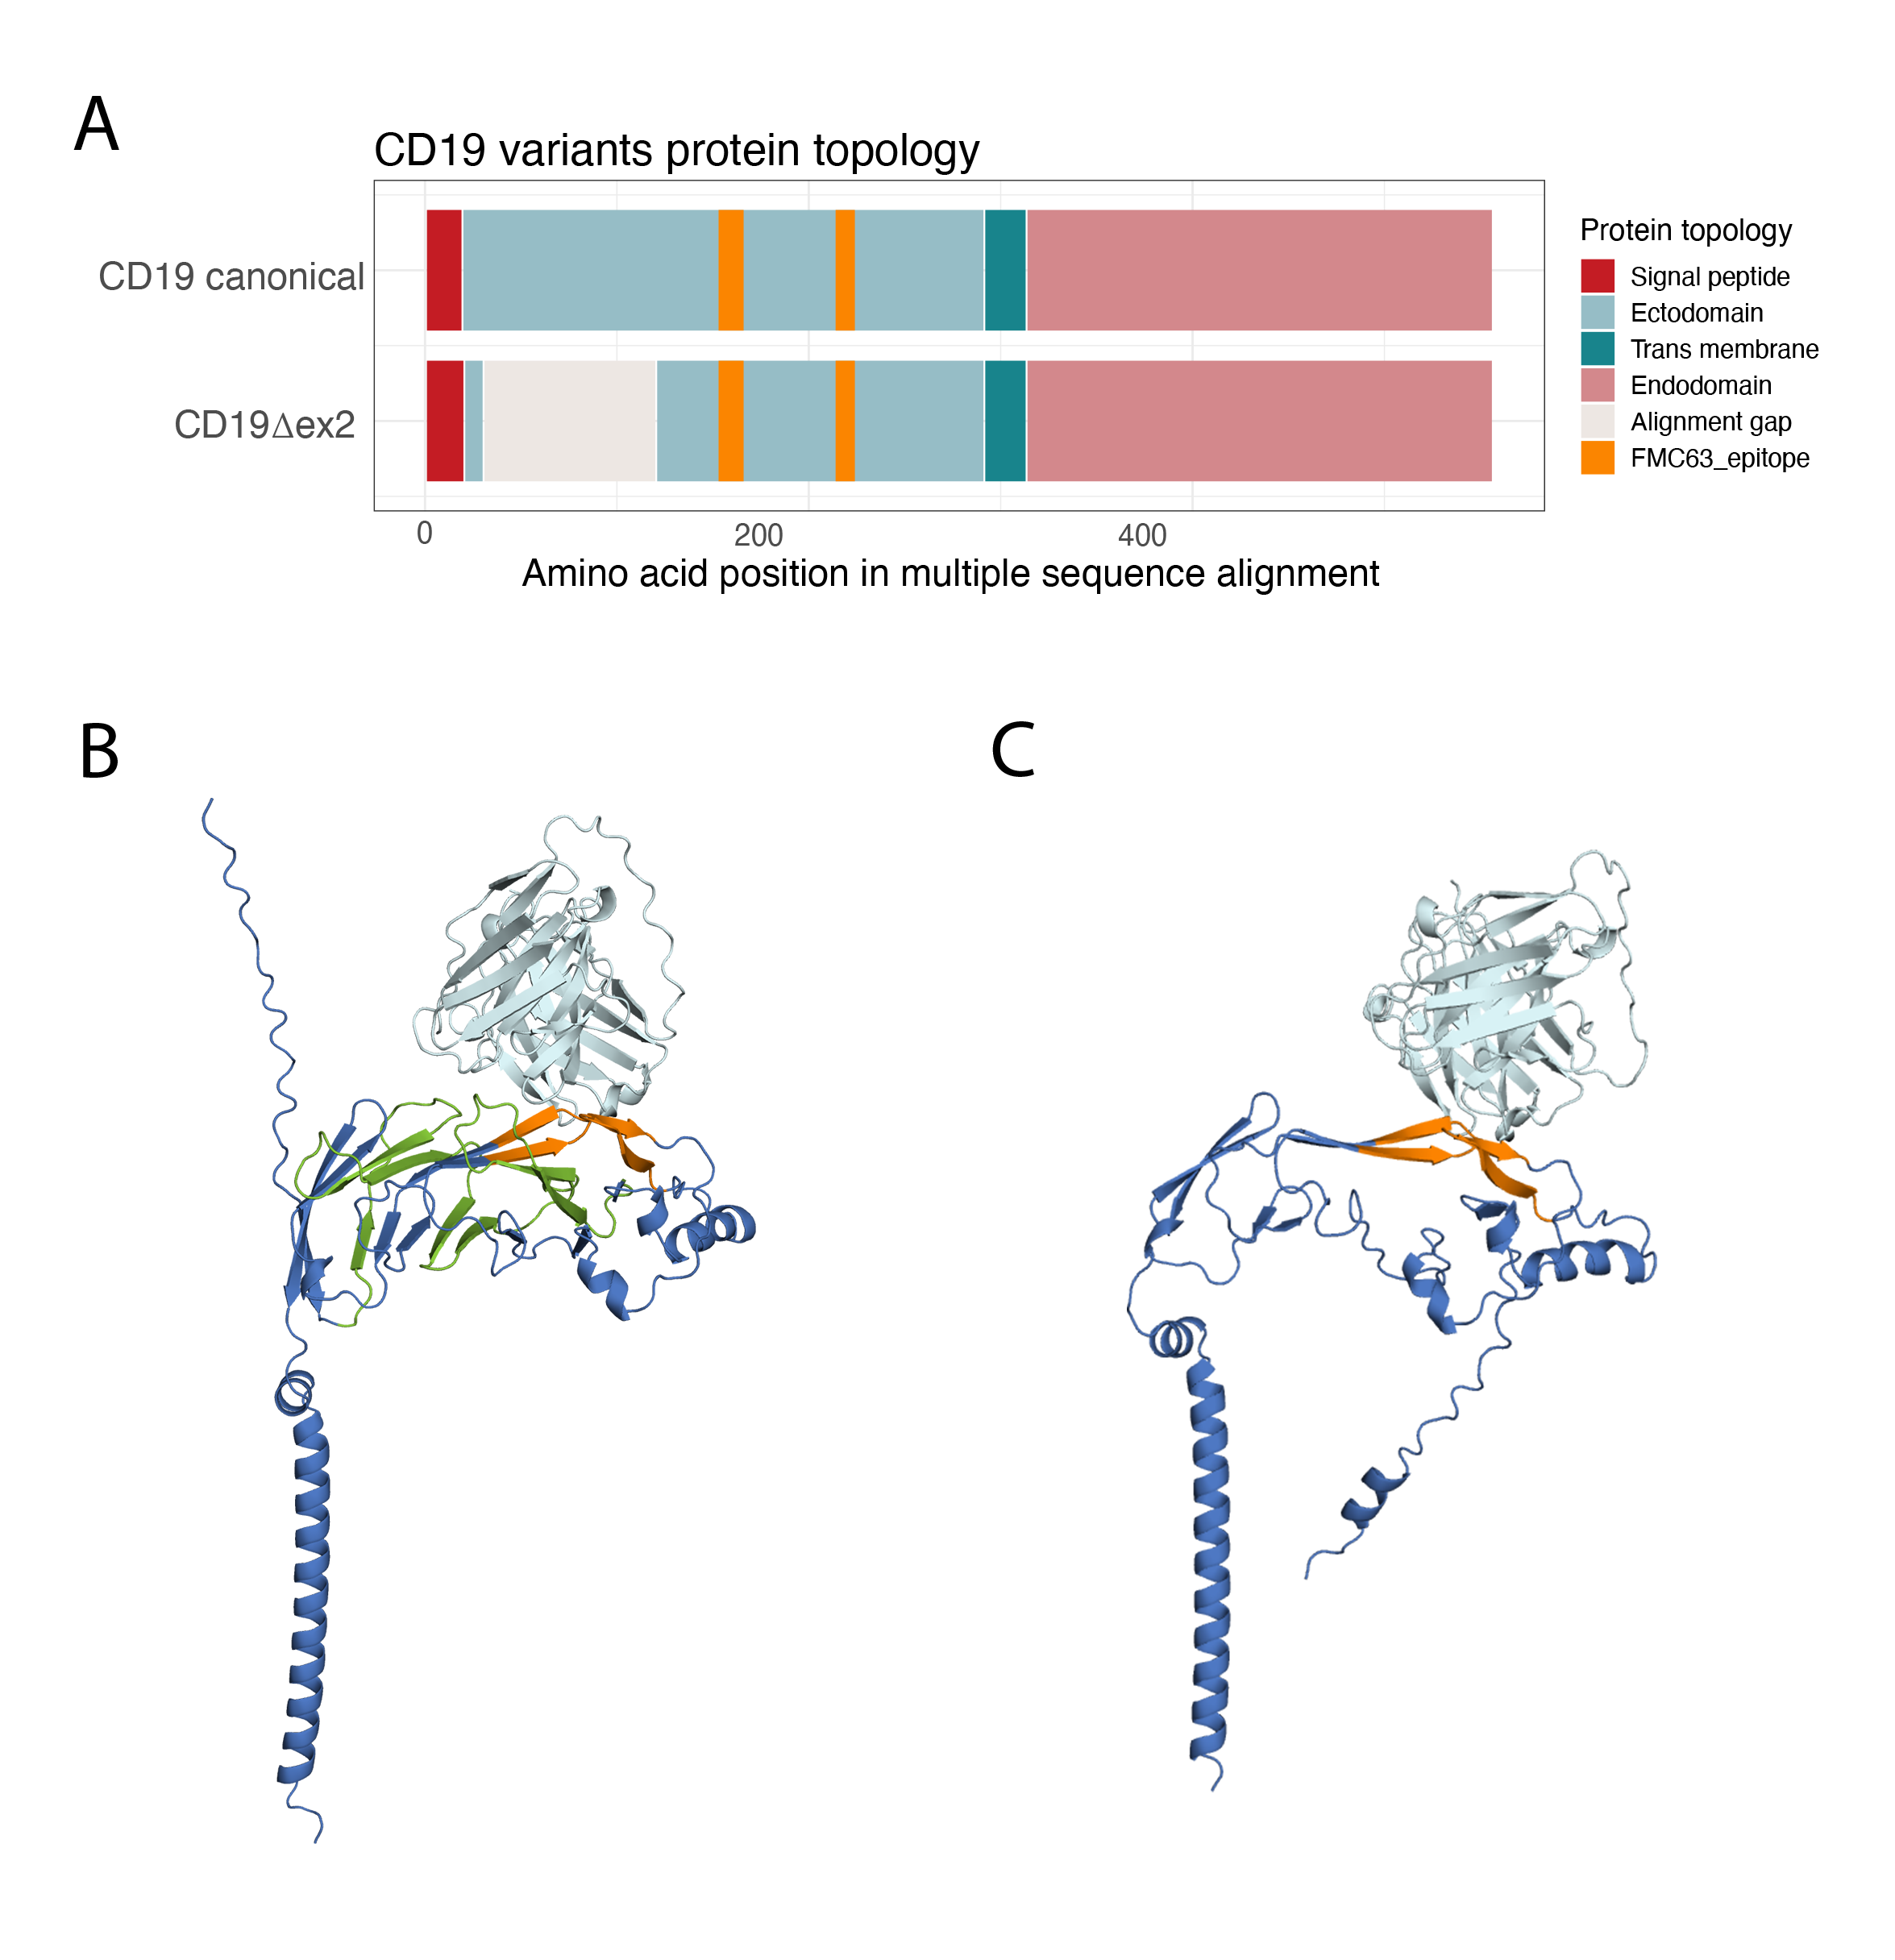 A
CD19 variants protein topology
CD19 canonical
CD19Δex2
0
200
400
Amino acid position in multiple sequence alignment
Protein topology
Signal peptide
Ectodomain
Trans membrane
Endodomain
Alignment gap
FMC63_epitope
B
C